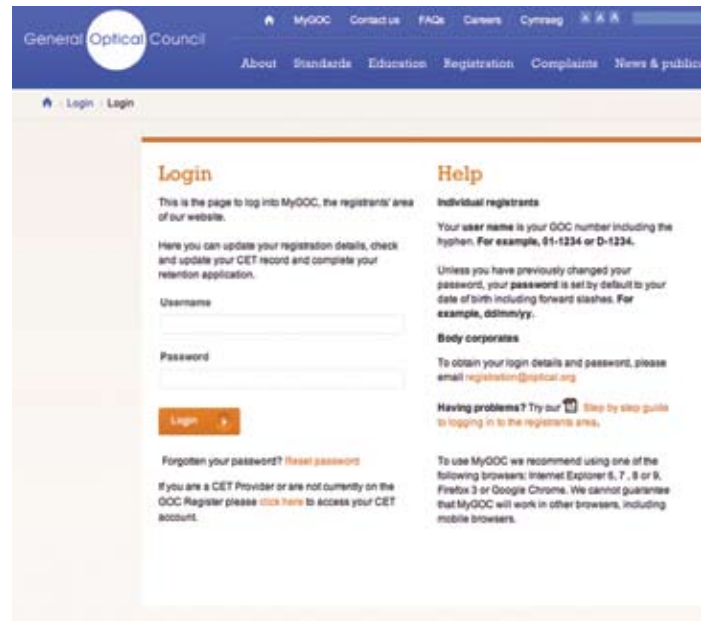 MyGOC Contact us FAQs Careers Cymraeg A A A
General Optical Council
About Standards Education Registration Complaints News & public
Login Login
Login
This is the page to log into MyGOC, the registrants' area
of our website.
Here you can update your registration details, check
and update your CET record and complete your
retention application.
Username
Password
Login
Forgotten your password? Reset password
If you are a CET Provider or are not currently on the
GOC Register please click here to access your CET
account.
Help
Individual registrants
Your user name is your GOC number including the
hyphen. For example, 01-1234 or D-1234.
Unless you have previously changed your
password, your password is set by default to your
date of birth including forward slashes. For
example, dd/mm/yy.
Body corporates
To obtain your login details and password, please
email registration@optical.org
Having problems? Try our Step by step guide
to logging in to the registrants area.
To use MyGOC we recommend using one of the
following browsers: Internet Explorer 6, 7 , 8 or 9,
Firefox 3 or Google Chrome. We cannot guarantee
that MyGOC will work in other browsers, including
mobile browsers.